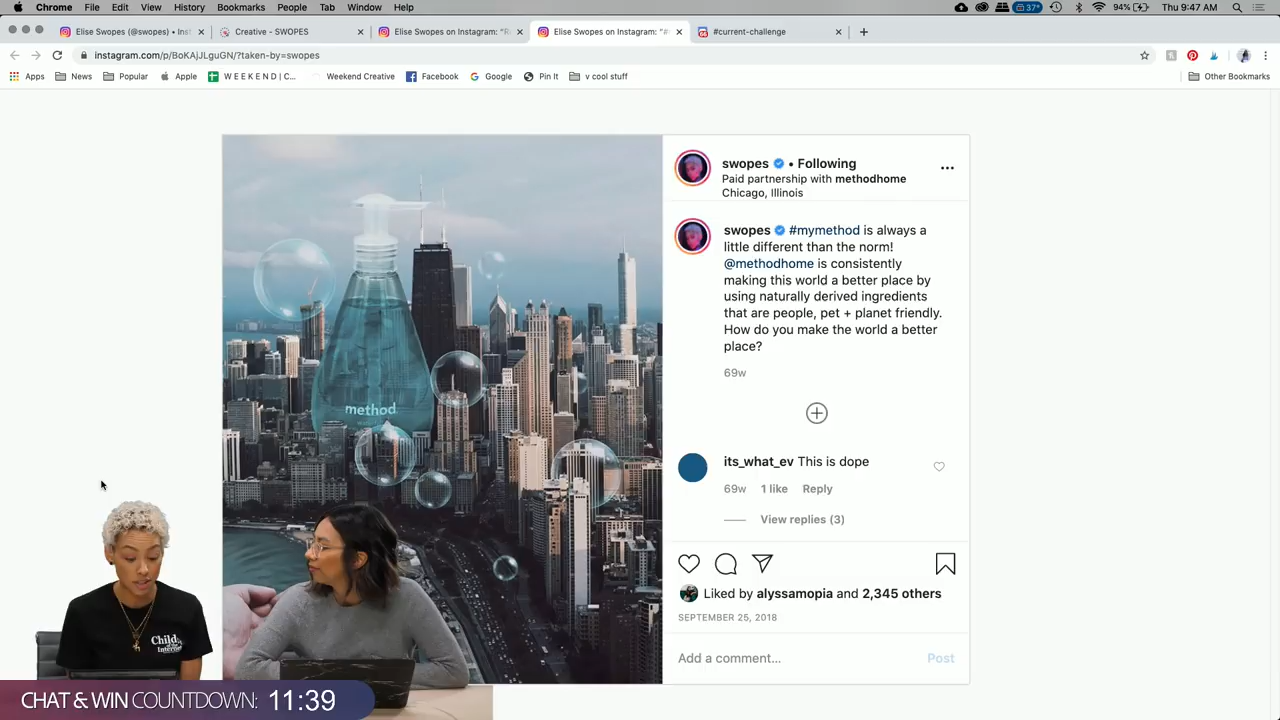 Chrome File Edit View History Bookmarks People Tab Window Help 37° 94% Thu 9:47 AM
Elise Swopes (@swopes) • Inst
Creative - SWOPES
Elise Swopes on Instagram: "R
Elise Swopes on Instagram: "#
#current-challenge
instagram.com/p/BoKAjJLguGN/?taken-by=swopes
Apps News Popular Apple W E E K E N D | C... Weekend Creative Facebook Google Pin It v cool stuff Other Bookmarks
swopes • Following
Paid partnership with methodhome
Chicago, Illinois
swopes #mymethod is always a
little different than the norm!
@methodhome is consistently
making this world a better place by
using naturally derived ingredients
that are people, pet + planet friendly.
How do you make the world a better
place?
69w
its_what_ev This is dope
69w 1 like Reply
View replies (3)
Liked by alyssamopia and 2,345 others
SEPTEMBER 25, 2018
Add a comment... Post
method
Child
of the
Internet
CHAT & WIN COUNTDOWN: 11:39